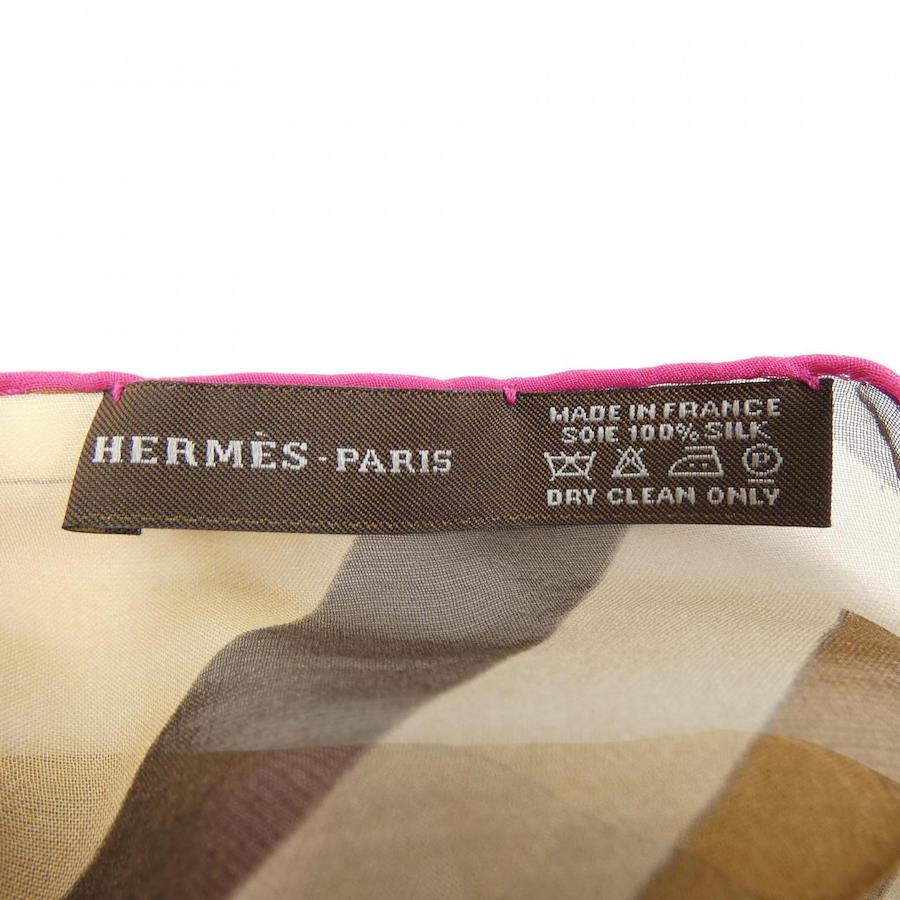 HERMÈS - PARIS
MADE IN FRANCE
SOIE 100% SILK
P
DRY CLEAN ONLY